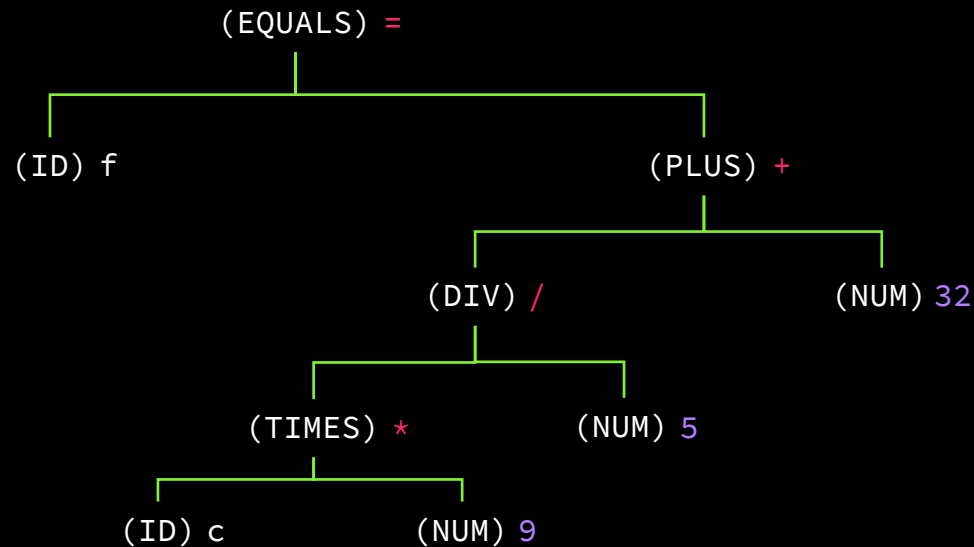 (EQUALS) =
(ID) f
(PLUS) +
(DIV) /
(NUM) 32
(TIMES) *
(NUM) 5
(ID) c
(NUM) 9